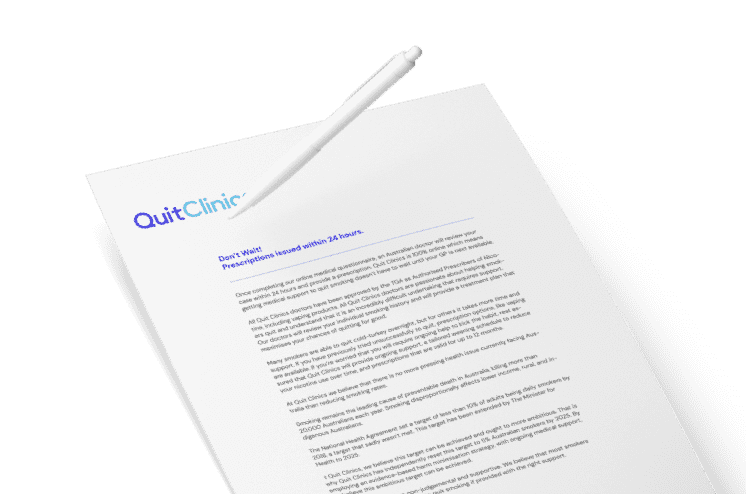 QuitClinics
Don't Wait!
Prescriptions issued within 24 hours.
Once completing our online medical questionnaire, an Australian doctor will review your
case within 24 hours and provide a prescription. Quit Clinics is 100% online which means
getting medical support to quit smoking doesn't have to wait until your GP is next available.
All Quit Clinics doctors have been approved by the TGA as Authorised Prescribers of Nico-
tine, including vaping products. All Quit Clinics doctors are passionate about helping smok-
ers quit and understand that it is an incredibly difficult undertaking that requires support.
Our doctors will review your individual smoking history and will provide a treatment plan that
maximises your chances of quitting for good.
Many smokers are able to quit cold-turkey overnight, but for others it takes more time and
support. If you have previously tried unsuccessfully to quit, prescription options, like vaping
are available. If you're worried that you will require ongoing help to kick the habit, rest as-
sured that Quit Clinics will provide ongoing support, a tailored weaning schedule to reduce
your nicotine use over time, and prescriptions that are valid for up to 12 months.
At Quit Clinics we believe that there is no more pressing health issue currently facing Aus-
tralia than reducing smoking rates.
Smoking remains the leading cause of preventable death in Australia, killing more than
20,000 Australians each year. Smoking disproportionally affects lower income, rural, and in-
digenous Australians.
The National Health Agreement set a target of less than 10% of adults being daily smokers by
2018, a target that sadly wasn't met. This target has been extended by The Minister for
Health to 2025.
t Quit Clinics, we believe this target can be achieved and ought to more ambitious. That is
why Quit Clinics has independently reset this target to 5% Australian smokers by 2025. By
employing an evidence-based harm minimisation strategy, with ongoing medical support,
believe this ambitious target can be achieved.
non-judgemental and supportive. We believe that most smokers
smoking if provided with the right support.